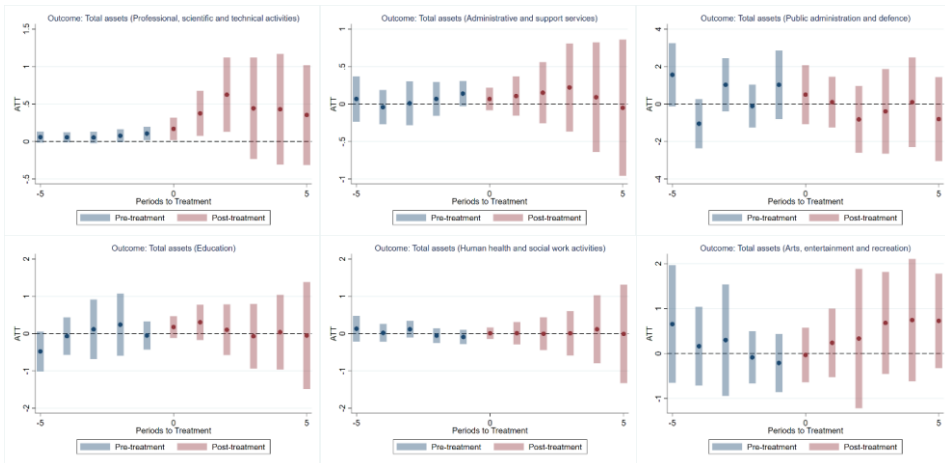 Outcome: Total assets (Professional, scientific and technical activities)
1.5
1
.5
0
-.5
ATT
-5
0
5
Periods to Treatment
Pre-treatment
Post-treatment
Outcome: Total assets (Administrative and support services)
1
.5
0
-.5
-1
ATT
-5
0
5
Periods to Treatment
Pre-treatment
Post-treatment
Outcome: Total assets (Public administration and defence)
4
2
0
-2
-4
ATT
-5
0
5
Periods to Treatment
Pre-treatment
Post-treatment
Outcome: Total assets (Education)
2
1
0
-1
-2
ATT
-5
0
5
Periods to Treatment
Pre-treatment
Post-treatment
Outcome: Total assets (Human health and social work activities)
2
1
0
-1
-2
ATT
-5
0
5
Periods to Treatment
Pre-treatment
Post-treatment
Outcome: Total assets (Arts, entertainment and recreation)
2
1
0
-1
ATT
-5
0
5
Periods to Treatment
Pre-treatment
Post-treatment